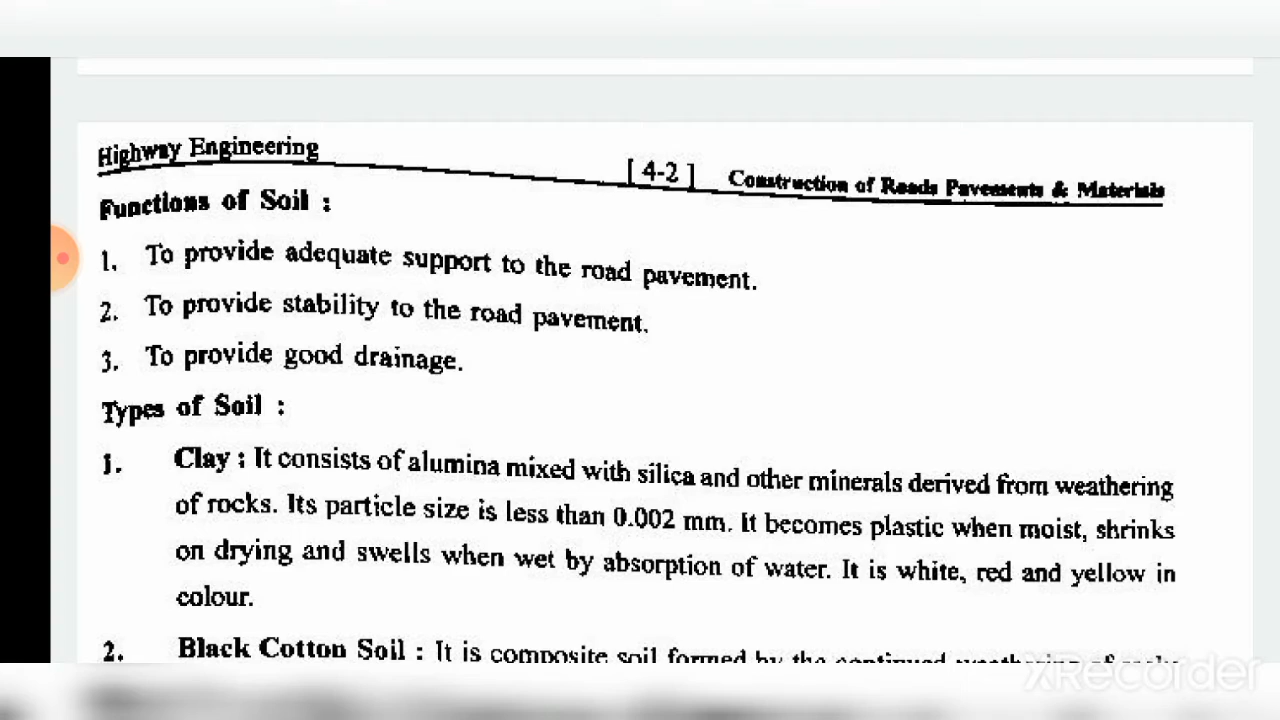 Highway Engineering [ 4-2 ] Construction of Roads Pavements & Materials
Functions of Soil :
1. To provide adequate support to the road pavement.
2. To provide stability to the road pavement.
3. To provide good drainage.
Types of Soil :
1. Clay : It consists of alumina mixed with silica and other minerals derived from weathering
of rocks. Its particle size is less than 0.002 mm. It becomes plastic when moist, shrinks
on drying and swells when wet by absorption of water. It is white, red and yellow in
colour.
2. Black Cotton Soil : It is composite soil formed by the continued weathering of rocks
XRecorder